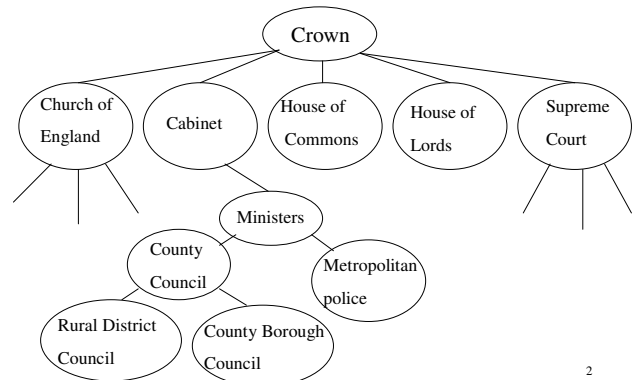 Crown
Church of
England
Cabinet
House of
Commons
House of
Lords
Supreme
Court
Ministers
County
Council
Metropolitan
police
Rural District
Council
County Borough
Council
2